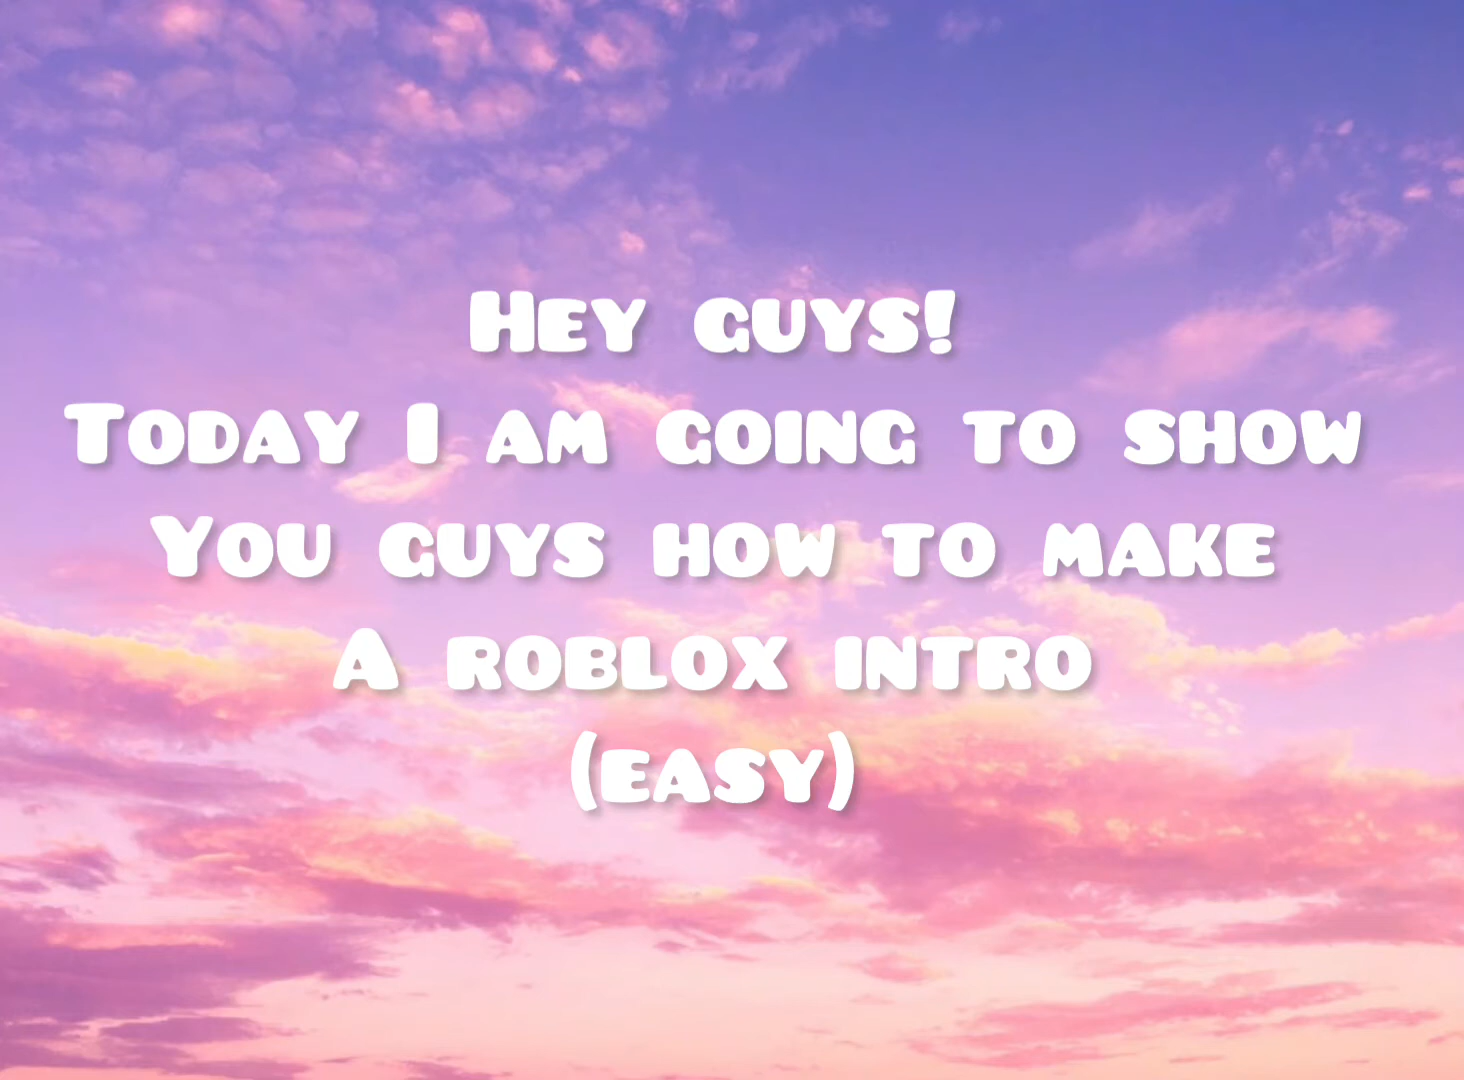 Hey guys!
Today I am going to show
You guys how to make
A roblox intro
(easy)